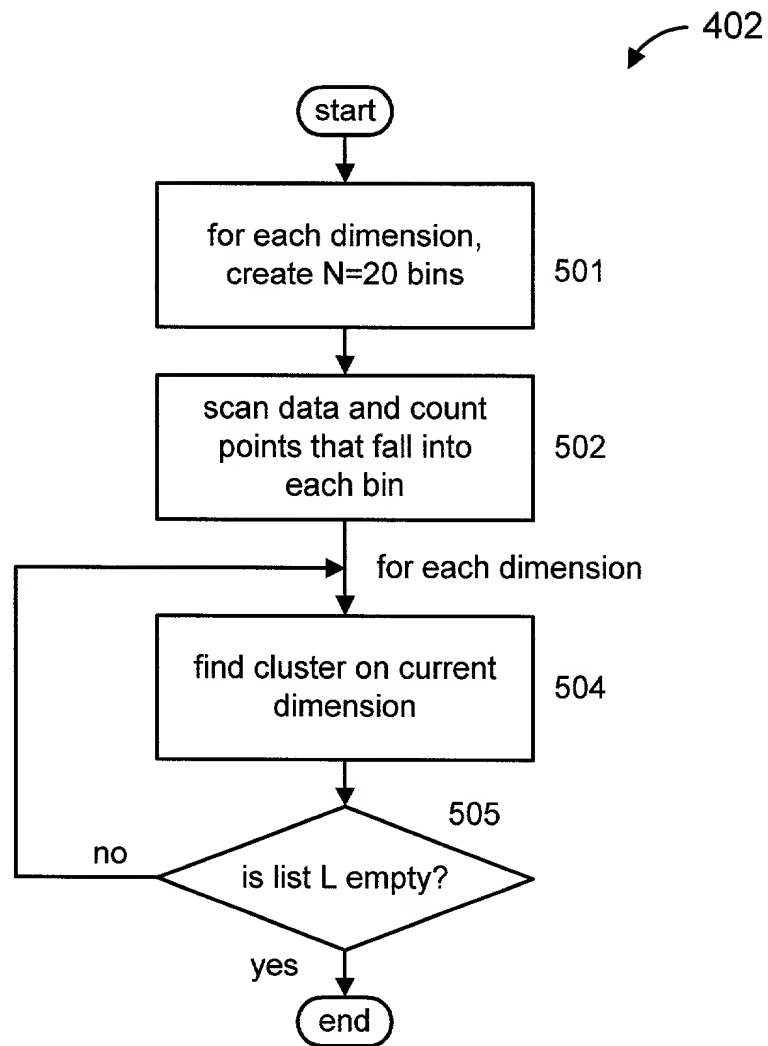 402
start
for each dimension,
create N=20 bins
501
scan data and count
points that fall into
each bin
502
for each dimension
find cluster on current
dimension
504
505
no
is list L empty?
yes
end